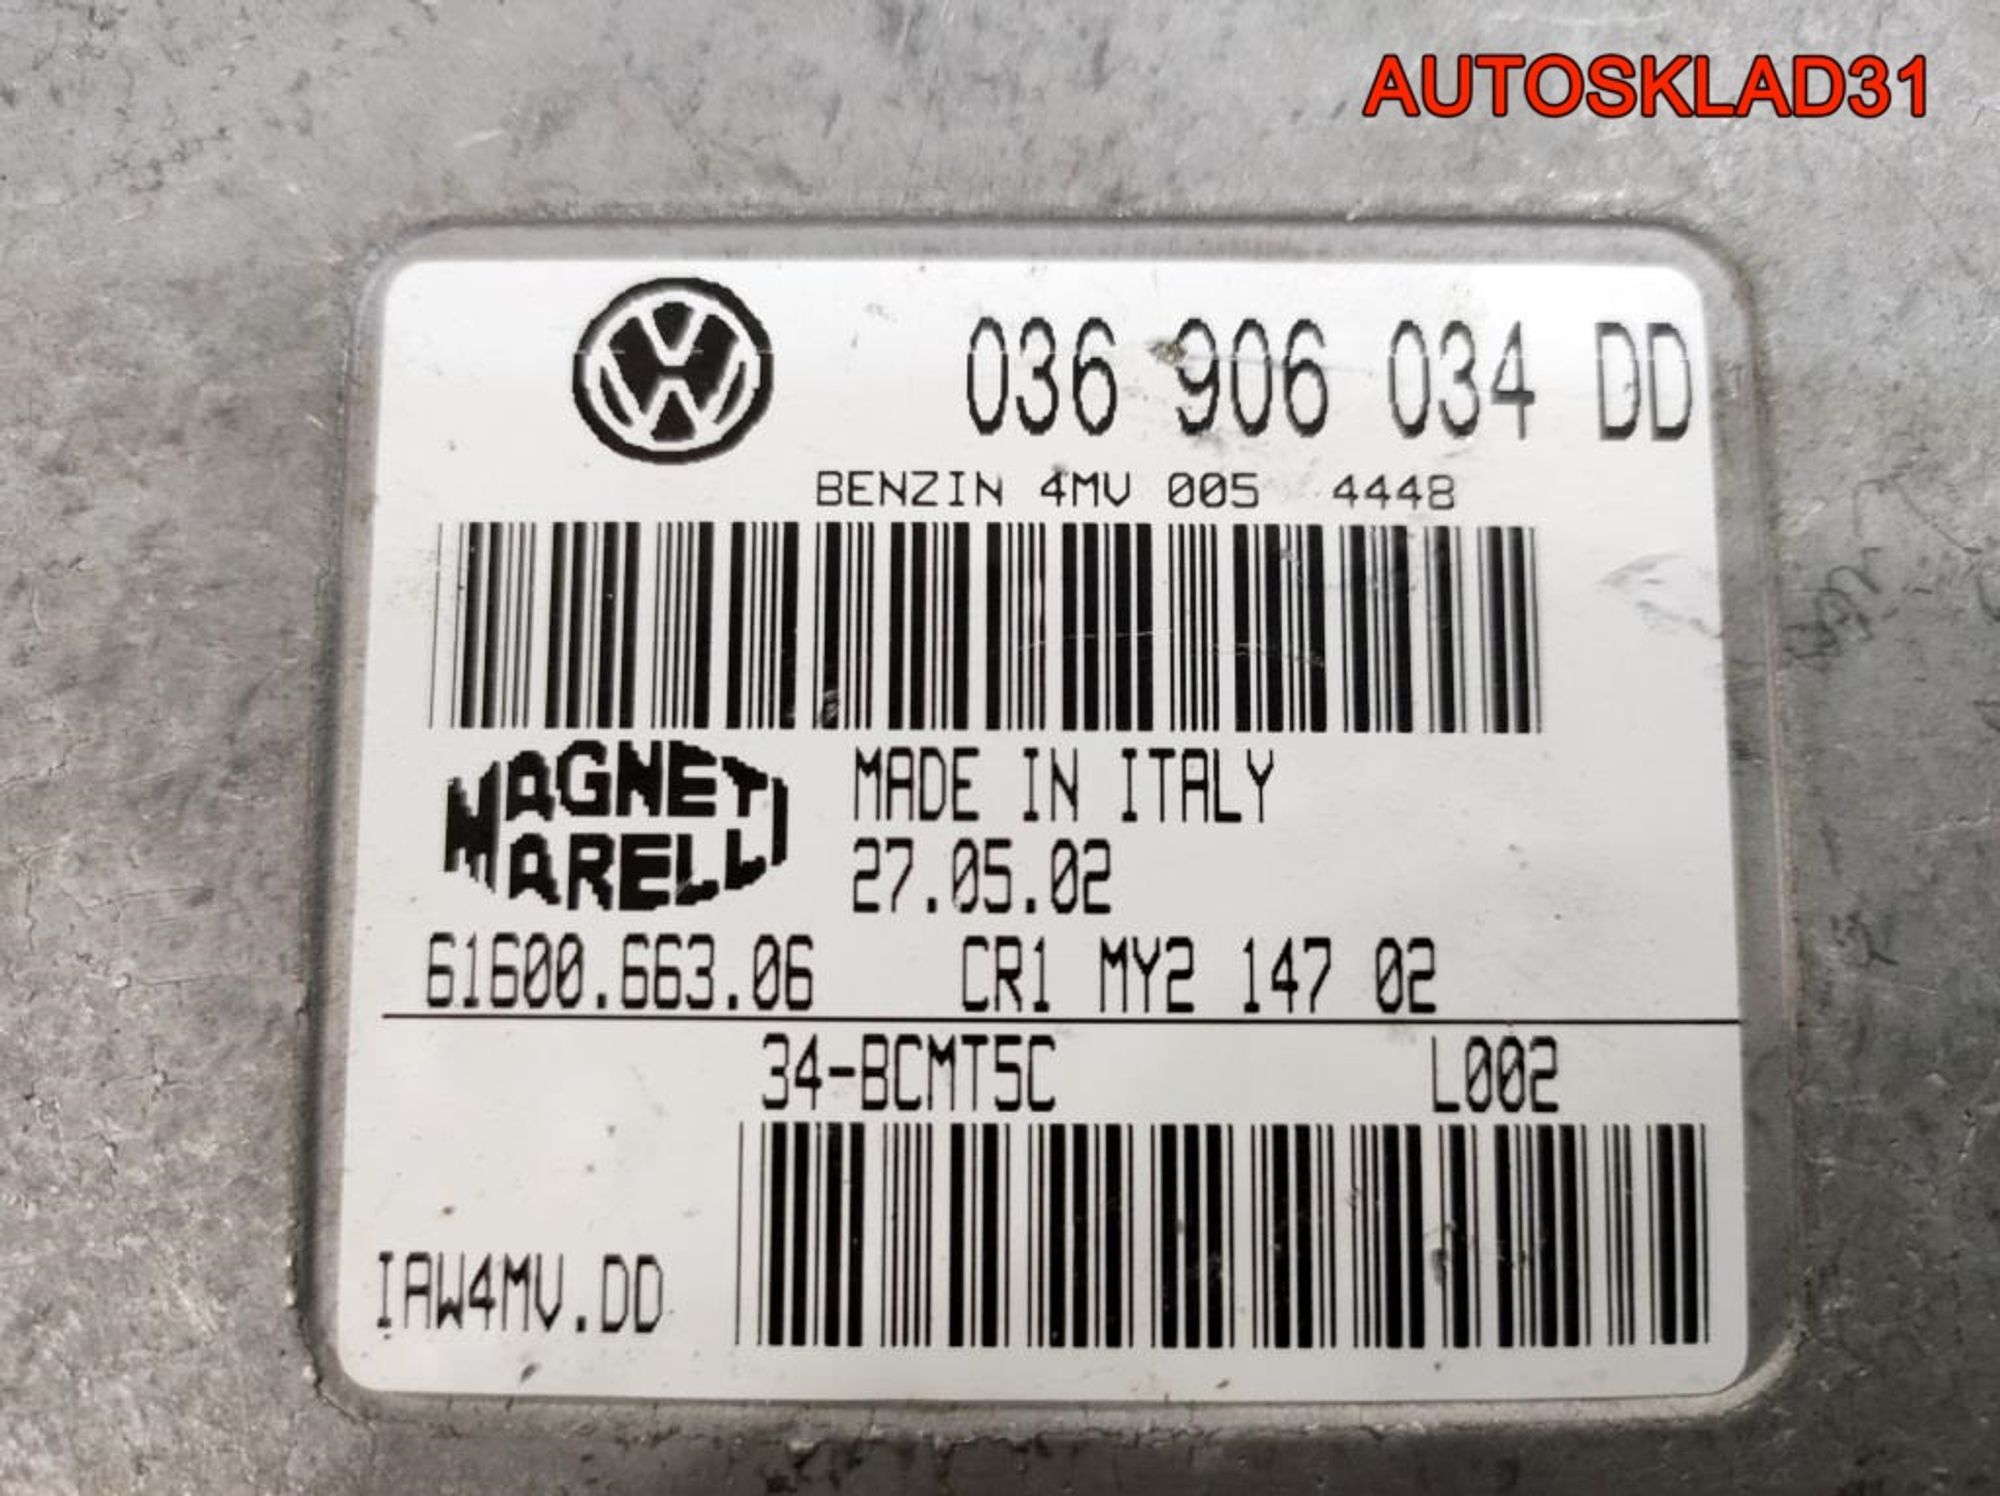 AUTOSKLAD31
036 906 034 DD
BENZIN 4MV 005 4448
MAGNETI
MARELLI
MADE IN ITALY
27.05.02
61600.663.06 CR1 MY2 147 02
34-BCMT5C L002
IAW4MV.DD